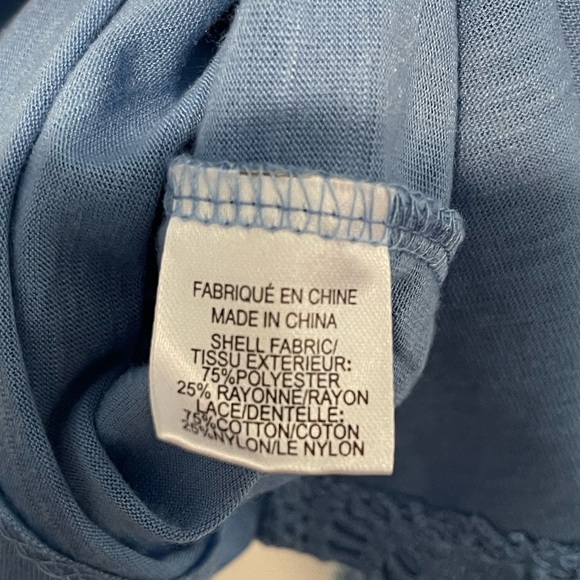 FABRIQUÉ EN CHINE
MADE IN CHINA
SHELL FABRIC/
TISSU EXTERIEUR:
75%POLYESTER
25% RAYONNE/RAYON
LACE/DENTELLE:
75%COTTON/COTON
25%NYLON/LE NYLON